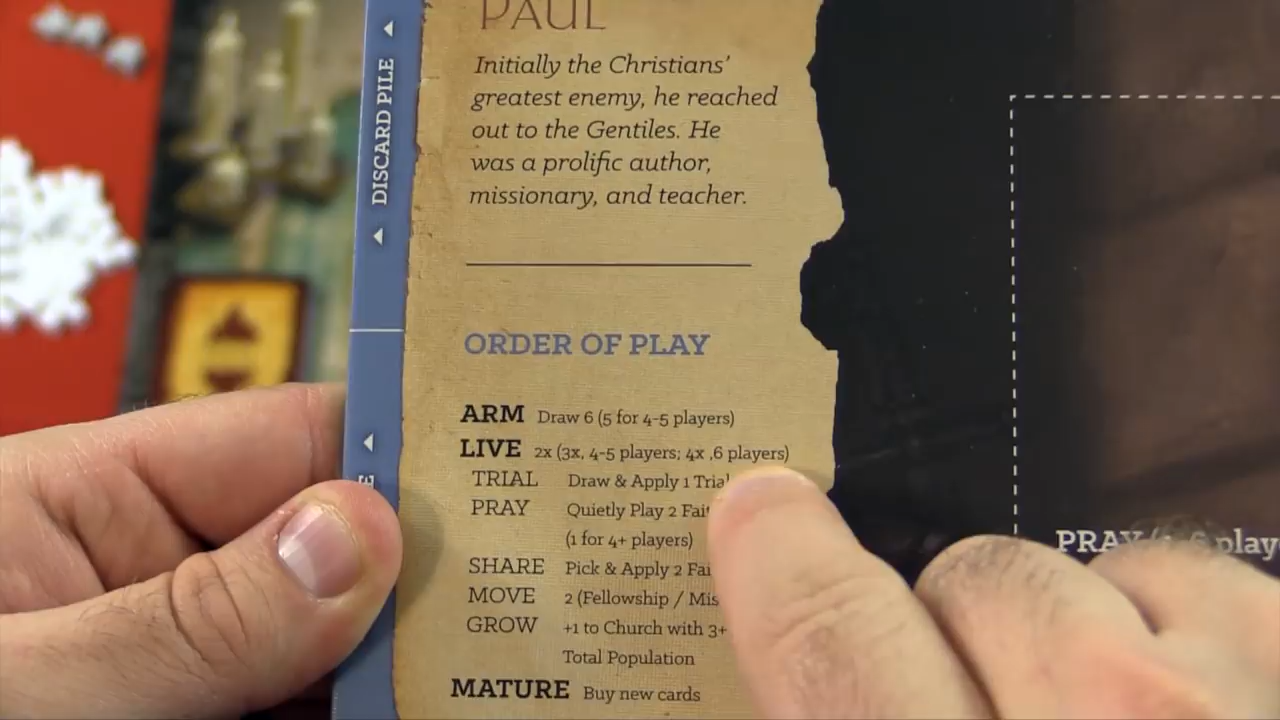 PAUL
Initially the Christians'
greatest enemy, he reached
out to the Gentiles. He
was a prolific author,
missionary, and teacher.
DISCARD PILE
ORDER OF PLAY
ARM Draw 6 (5 for 4-5 players)
LIVE 2x (3x, 4-5 players; 4x ,6 players)
TRIAL Draw & Apply 1 Trial
PRAY Quietly Play 2
(1 for 4+ players)
SHARE Pick & Apply 2
MOVE 2 (Fellowship /
GROW +1 to Church with 3+
Total Population
MATURE Buy new cards
PRAY